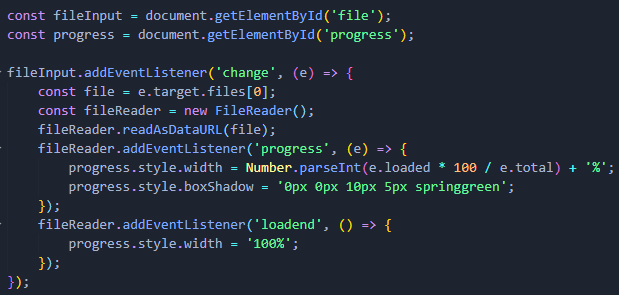 const fileInput = document.getElementById('file');
const progress = document.getElementById('progress');

fileInput.addEventListener('change', (e) => {
    const file = e.target.files[0];
    const fileReader = new FileReader();
    fileReader.readAsDataURL(file);
    fileReader.addEventListener('progress', (e) => {
        progress.style.width = Number.parseInt(e.loaded * 100 / e.total) + '%';
        progress.style.boxShadow = '0px 0px 10px 5px springgreen';
    });
    fileReader.addEventListener('loadend', () => {
        progress.style.width = '100%';
    });
});